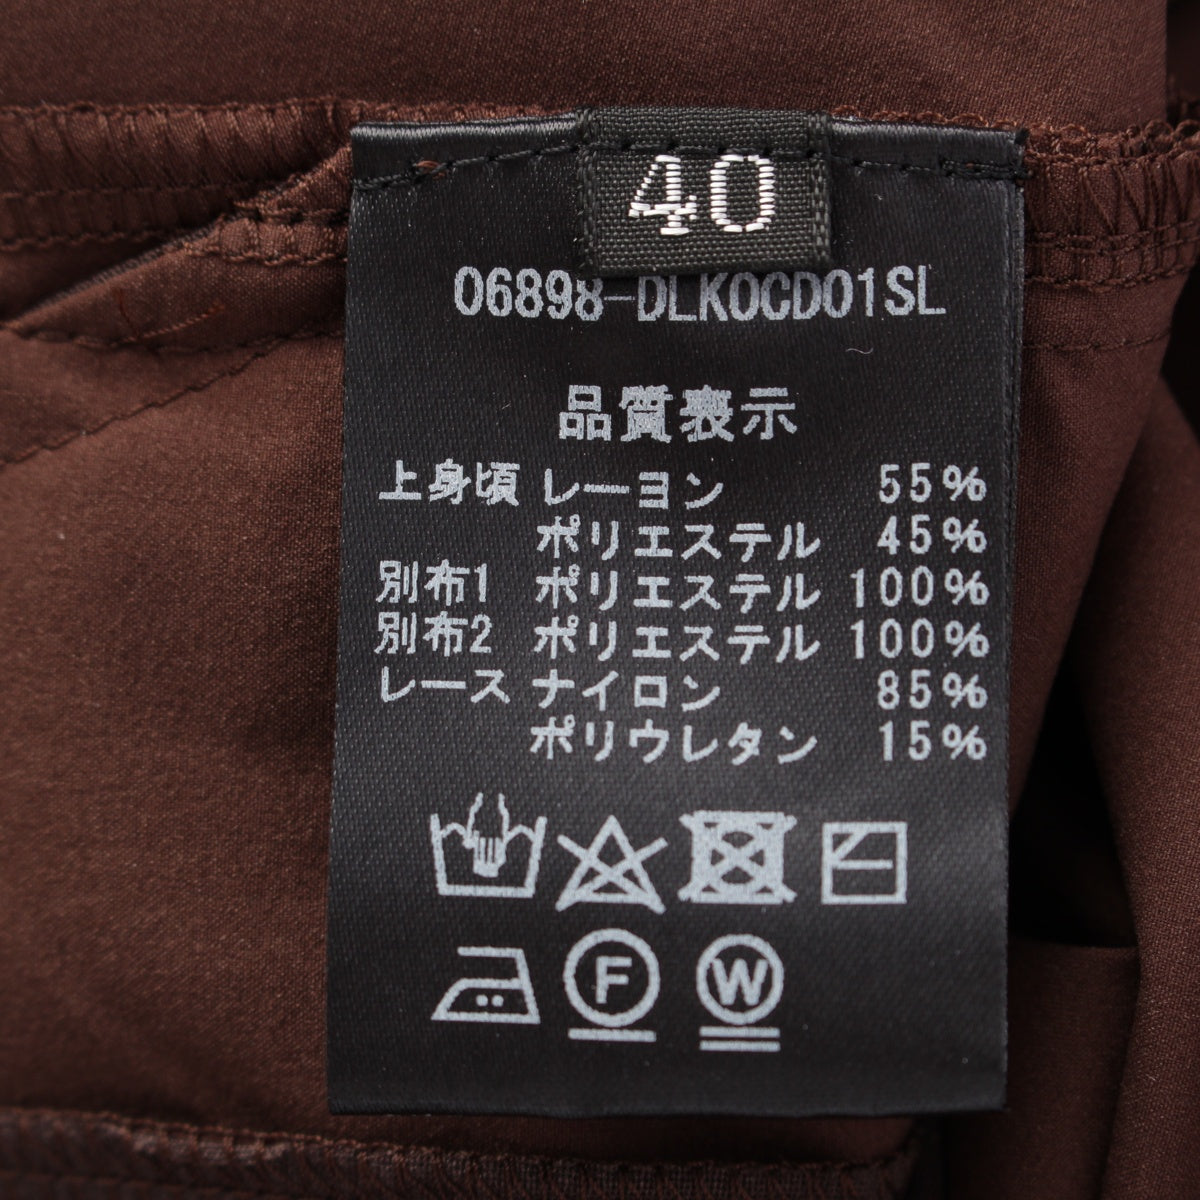 40
06898-DLK0CD01SL
品質表示
上身頃 レーヨン 55%
ポリエステル 45%
別布1 ポリエステル 100%
別布2 ポリエステル 100%
レース ナイロン 85%
ポリウレタン 15%
F W